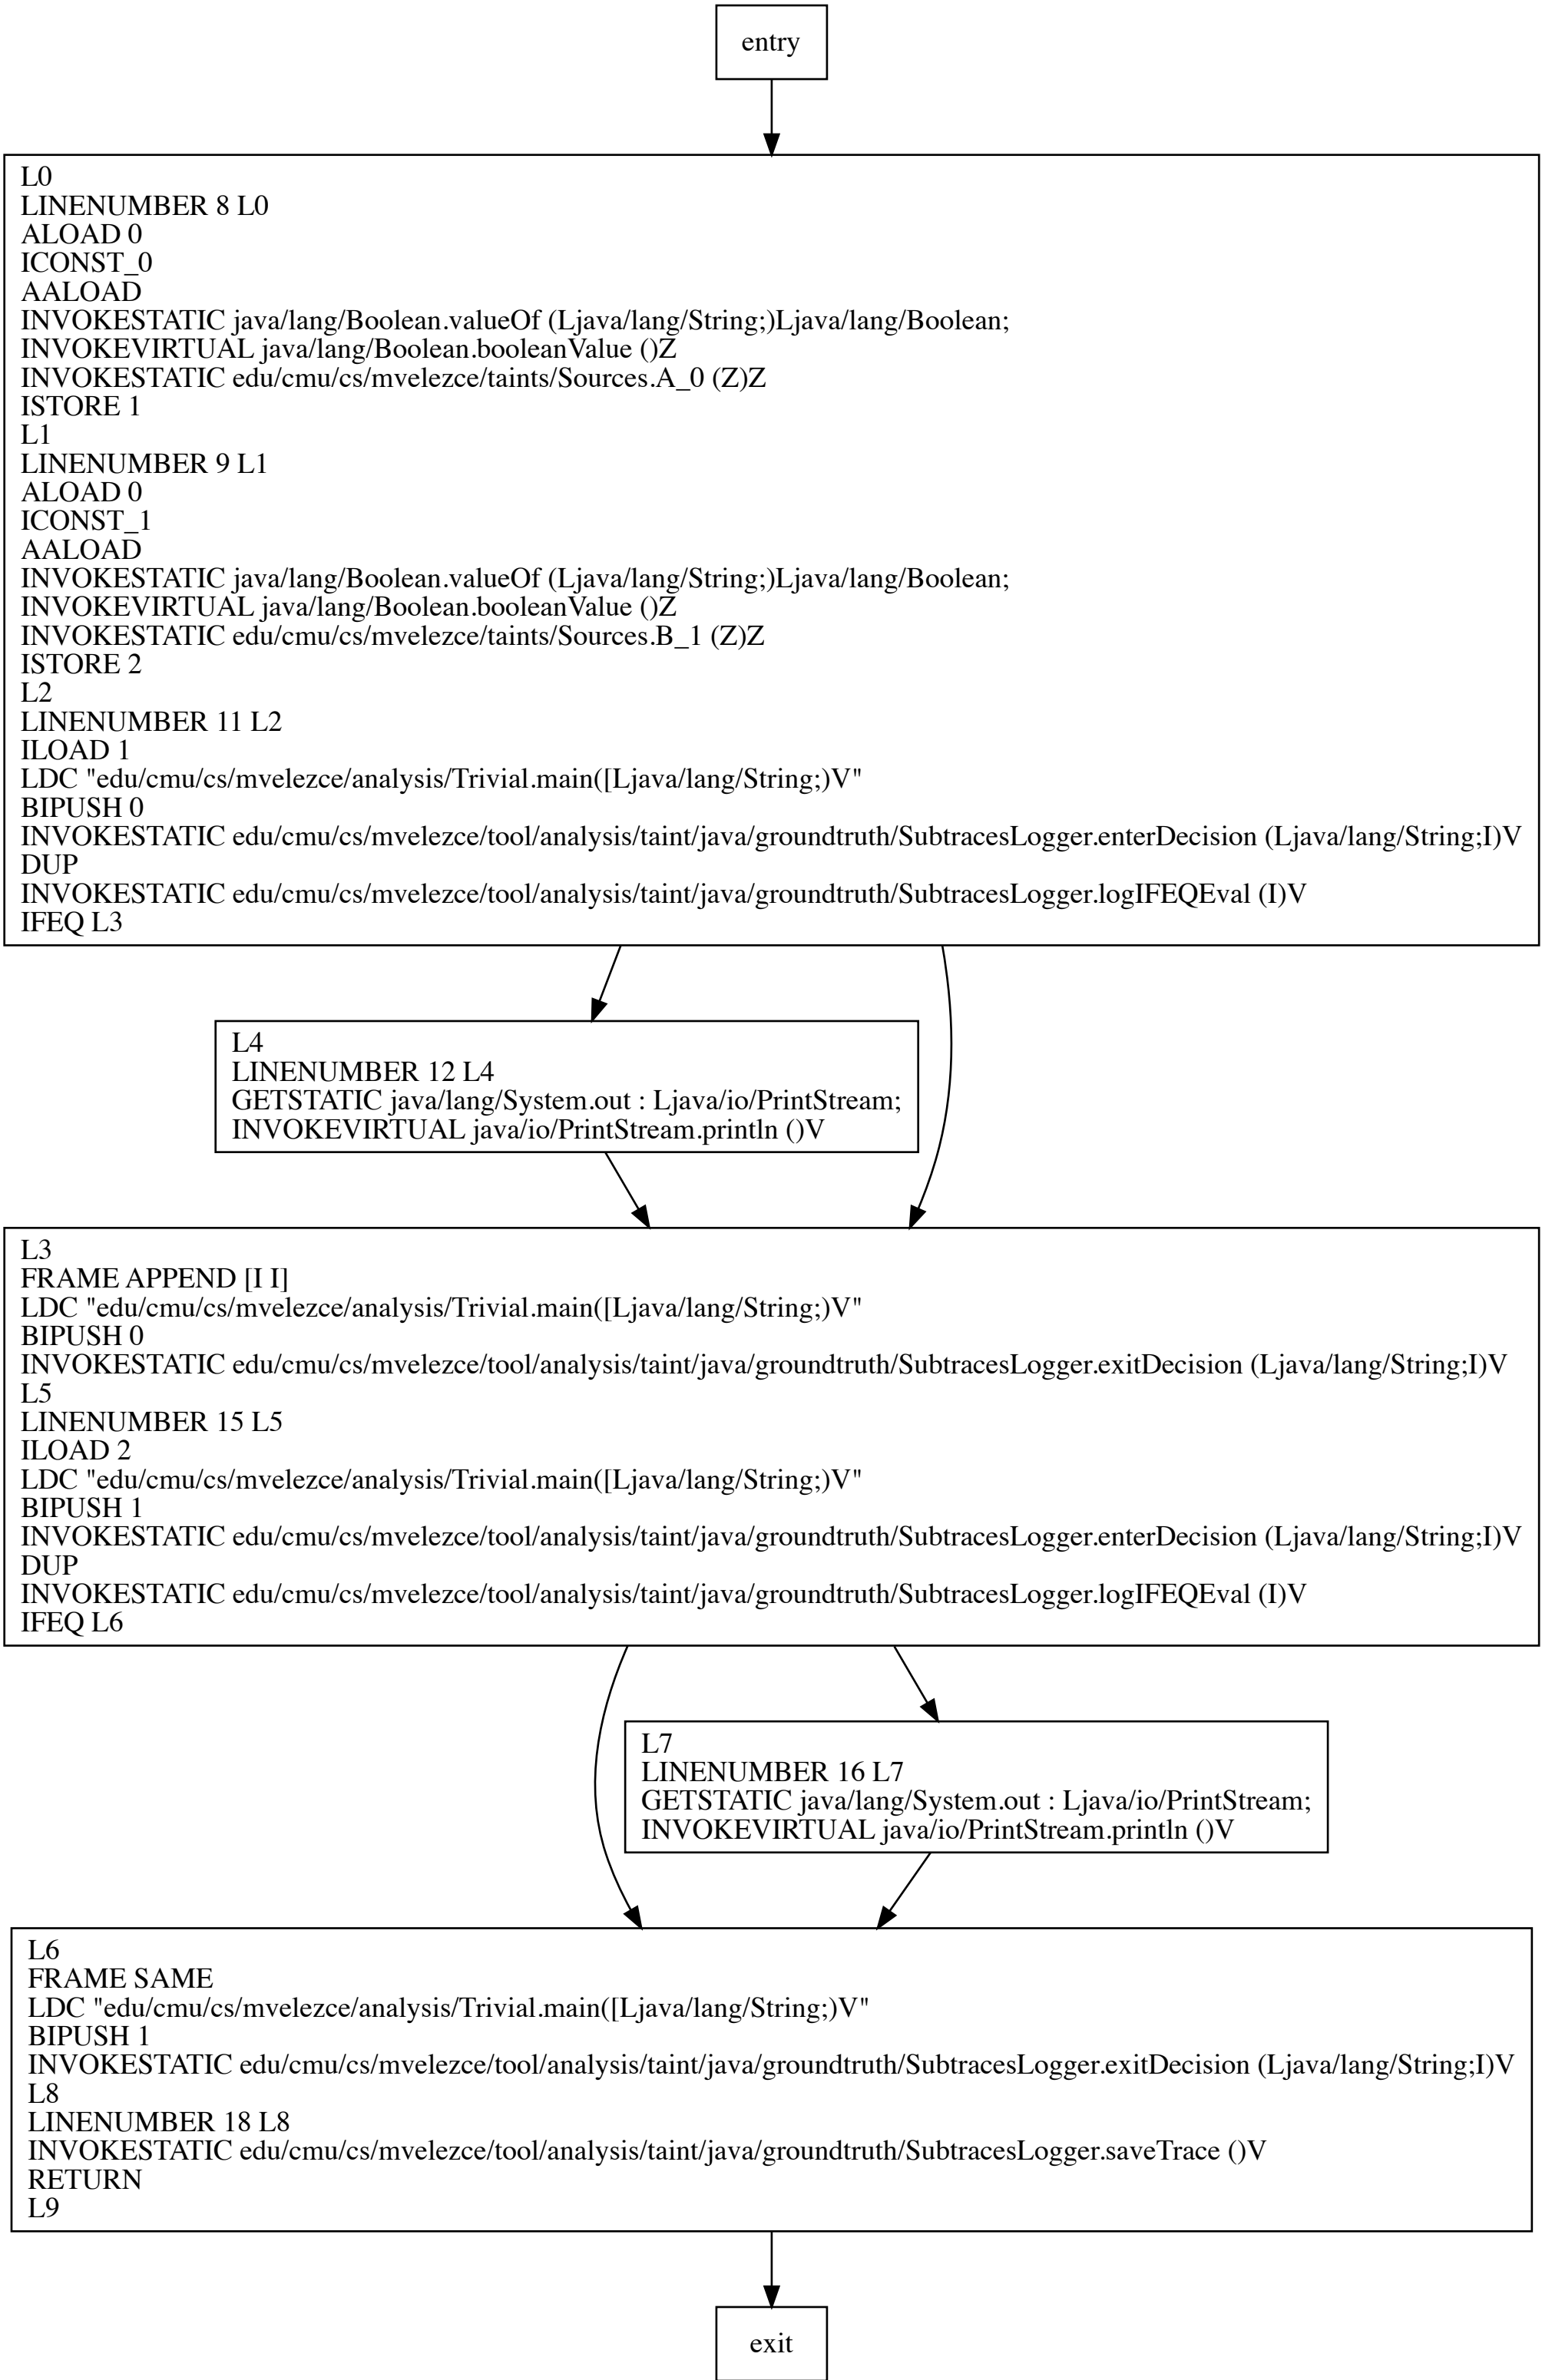 entry
L0
LINENUMBER 8 L0
ALOAD 0
ICONST_0
AALOAD
INVOKESTATIC java/lang/Boolean.valueOf (Ljava/lang/String;)Ljava/lang/Boolean;
INVOKEVIRTUAL java/lang/Boolean.booleanValue ()Z
INVOKESTATIC edu/cmu/cs/mvelezce/taints/Sources.A_0 (Z)Z
ISTORE 1
L1
LINENUMBER 9 L1
ALOAD 0
ICONST_1
AALOAD
INVOKESTATIC java/lang/Boolean.valueOf (Ljava/lang/String;)Ljava/lang/Boolean;
INVOKEVIRTUAL java/lang/Boolean.booleanValue ()Z
INVOKESTATIC edu/cmu/cs/mvelezce/taints/Sources.B_1 (Z)Z
ISTORE 2
L2
LINENUMBER 11 L2
ILOAD 1
LDC "edu/cmu/cs/mvelezce/analysis/Trivial.main([Ljava/lang/String;)V"
BIPUSH 0
INVOKESTATIC edu/cmu/cs/mvelezce/tool/analysis/taint/java/groundtruth/SubtracesLogger.enterDecision (Ljava/lang/String;I)V
DUP
INVOKESTATIC edu/cmu/cs/mvelezce/tool/analysis/taint/java/groundtruth/SubtracesLogger.logIFEQEval (I)V
IFEQ L3
L4
LINENUMBER 12 L4
GETSTATIC java/lang/System.out : Ljava/io/PrintStream;
INVOKEVIRTUAL java/io/PrintStream.println ()V
L3
FRAME APPEND [I I]
LDC "edu/cmu/cs/mvelezce/analysis/Trivial.main([Ljava/lang/String;)V"
BIPUSH 0
INVOKESTATIC edu/cmu/cs/mvelezce/tool/analysis/taint/java/groundtruth/SubtracesLogger.exitDecision (Ljava/lang/String;I)V
L5
LINENUMBER 15 L5
ILOAD 2
LDC "edu/cmu/cs/mvelezce/analysis/Trivial.main([Ljava/lang/String;)V"
BIPUSH 1
INVOKESTATIC edu/cmu/cs/mvelezce/tool/analysis/taint/java/groundtruth/SubtracesLogger.enterDecision (Ljava/lang/String;I)V
DUP
INVOKESTATIC edu/cmu/cs/mvelezce/tool/analysis/taint/java/groundtruth/SubtracesLogger.logIFEQEval (I)V
IFEQ L6
L7
LINENUMBER 16 L7
GETSTATIC java/lang/System.out : Ljava/io/PrintStream;
INVOKEVIRTUAL java/io/PrintStream.println ()V
L6
FRAME SAME
LDC "edu/cmu/cs/mvelezce/analysis/Trivial.main([Ljava/lang/String;)V"
BIPUSH 1
INVOKESTATIC edu/cmu/cs/mvelezce/tool/analysis/taint/java/groundtruth/SubtracesLogger.exitDecision (Ljava/lang/String;I)V
L8
LINENUMBER 18 L8
INVOKESTATIC edu/cmu/cs/mvelezce/tool/analysis/taint/java/groundtruth/SubtracesLogger.saveTrace ()V
RETURN
L9
exit